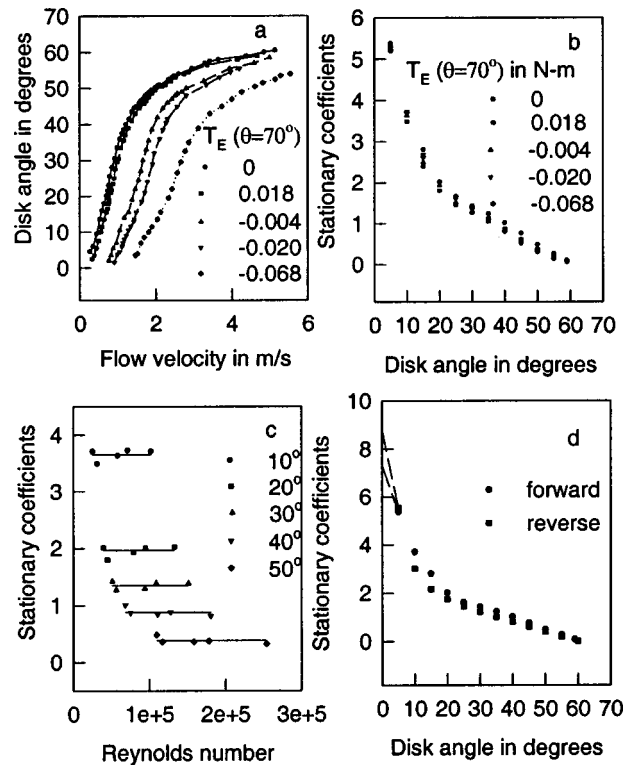 a
Disk angle in degrees
70
60
50
40
30
20
10
0
T_E (θ=70°)
0
0.018
-0.004
-0.020
-0.068
0 2 4 6
Flow velocity in m/s
b
Stationary coefficients
6
5
4
3
2
1
0
T_E (θ=70°) in N-m
0
0.018
-0.004
-0.020
-0.068
0 10 20 30 40 50 60 70
Disk angle in degrees
c
Stationary coefficients
4
3
2
1
0
10°
20°
30°
40°
50°
0 1e+5 2e+5 3e+5
Reynolds number
d
Stationary coefficients
10
8
6
4
2
0
forward
reverse
0 10 20 30 40 50 60 70
Disk angle in degrees